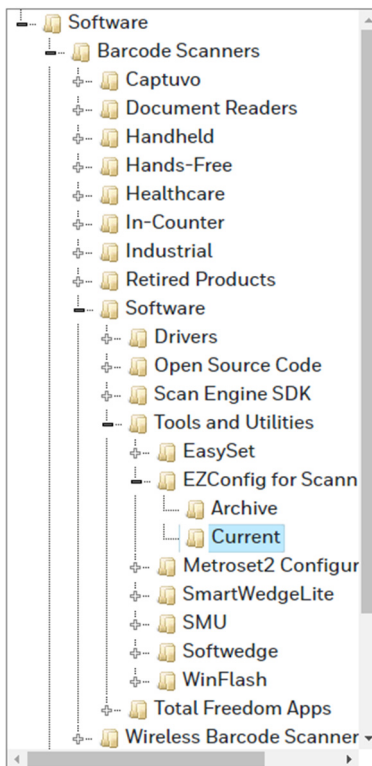 Software
Barcode Scanners
Captuvo
Document Readers
Handheld
Hands-Free
Healthcare
In-Counter
Industrial
Retired Products
Software
Drivers
Open Source Code
Scan Engine SDK
Tools and Utilities
EasySet
EZConfig for Scann
Archive
Current
Metroset2 Configur
SmartWedgeLite
SMU
Softwedge
WinFlash
Total Freedom Apps
Wireless Barcode Scanner